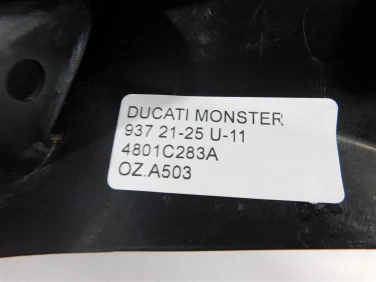 DUCATI MONSTER
937 21-25 U-11
4801C283A
OZ.A503